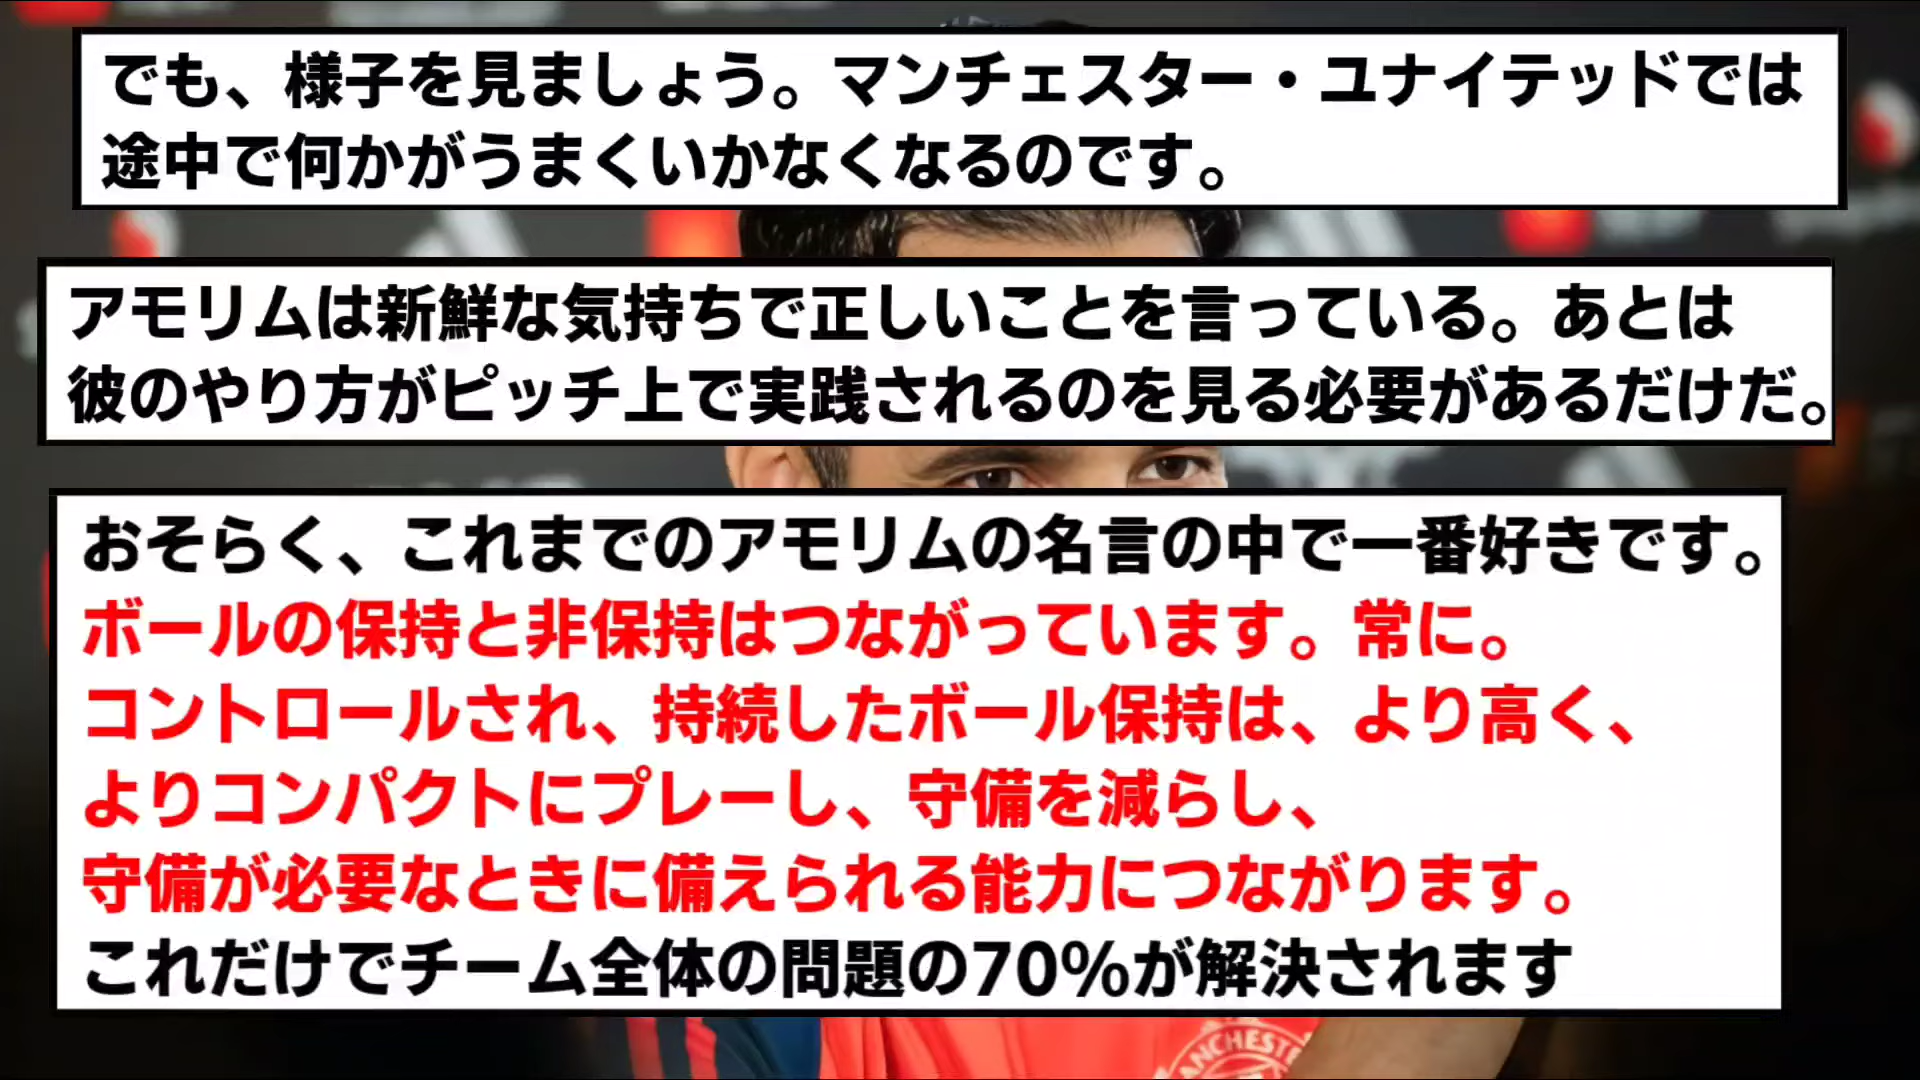 でも、様子を見ましょう。マンチェスター・ユナイテッドでは
途中で何かがうまくいかなくなるのです。
アモリムは新鮮な気持ちで正しいことを言っている。あとは
彼のやり方がピッチ上で実践されるのを見る必要があるだけだ。
おそらく、これまでのアモリムの名言の中で一番好きです。
ボールの保持と非保持はつながっています。常に。
コントロールされ、持続したボール保持は、より高く、
よりコンパクトにプレーし、守備を減らし、
守備が必要なときに備えられる能力につながります。
これだけでチーム全体の問題の70%が解決されます
MANCHESTE